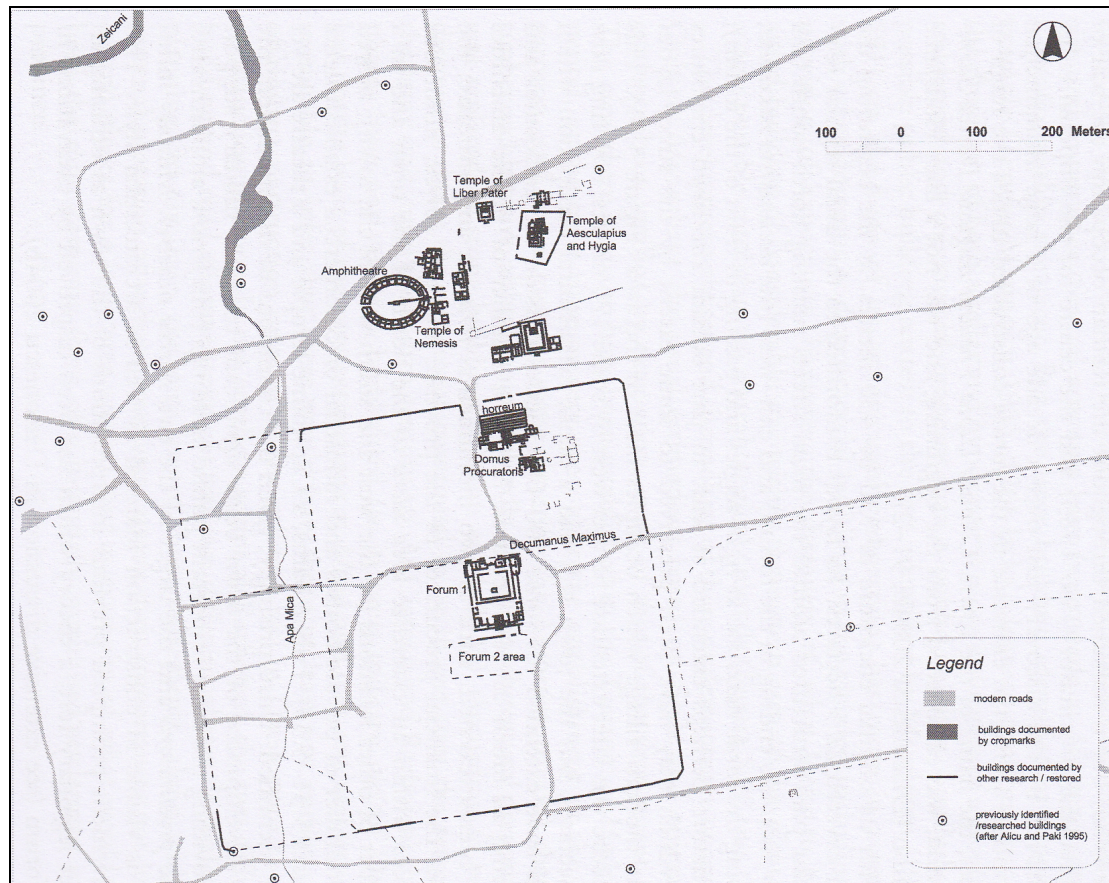 Zeicani
100 0 100 200 Meters
Temple of
Liber Pater
Temple of
Aesculapius
and Hygia
Amphitheatre
Temple of
Nemesis
horreum
Domus
Procuratoris
Decumanus Maximus
Forum 1
Apa Mica
Forum 2 area
Legend
modern roads
buildings documented
by cropmarks
buildings documented by
other research / restored
previously identified
/researched buildings
(after Alicu and Paki 1995)